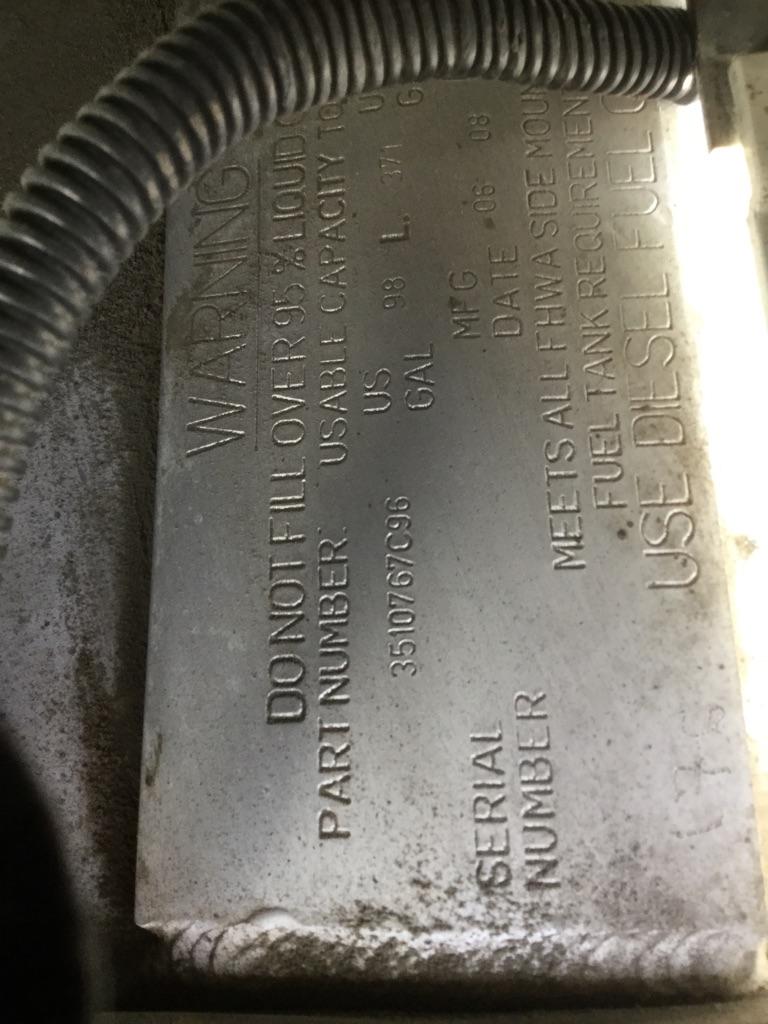 WARNING
DO NOT FILL OVER 95 % LIQUID
PART NUMBER. USABLE CAPACITY TO
3510767C96 US 98 L. 371 U
GAL G
SERIAL MFG 06 08
NUMBER DATE
MEETS ALL FHWA SIDE MOUN
FUEL TANK REQUIREMEN
USE DIESEL FUEL